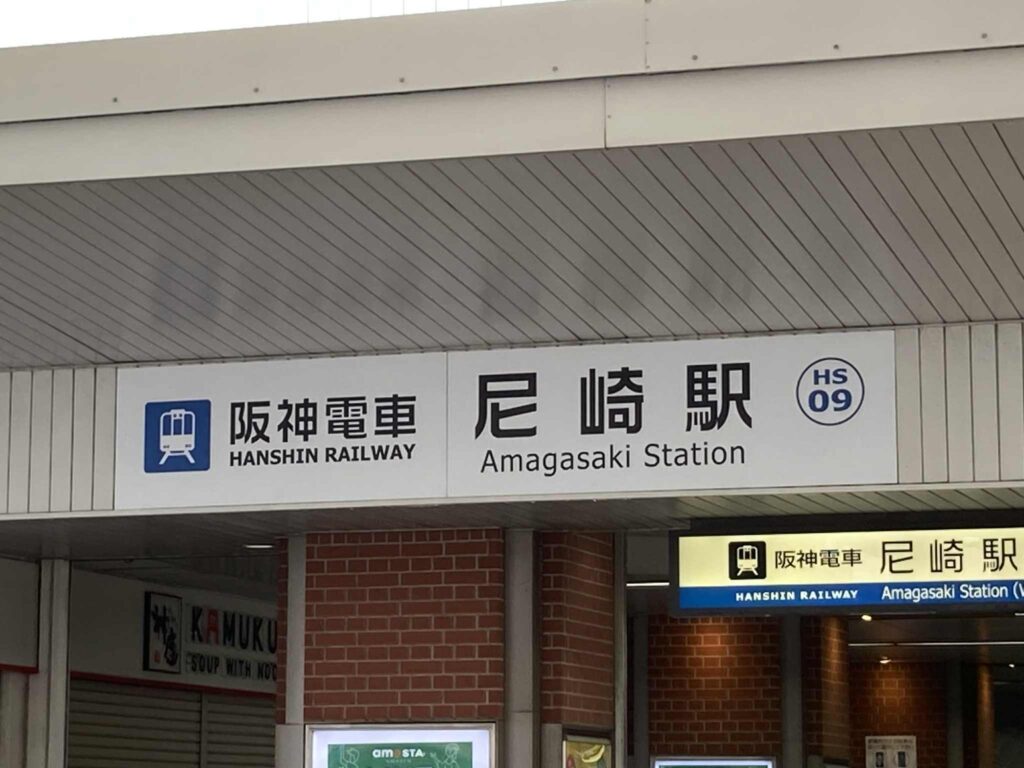 阪神電車
HANSHIN RAILWAY
尼崎駅
Amagasaki Station
HS
09
阪神電車 尼崎駅
HANSHIN RAILWAY Amagasaki Station
KAMUKU
SOUP WITH
amasta